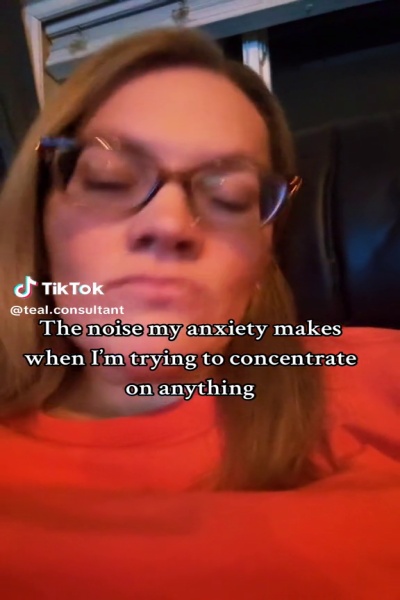 TikTok
@teal.consultant
The noise my anxiety makes
when I'm trying to concentrate
on anything